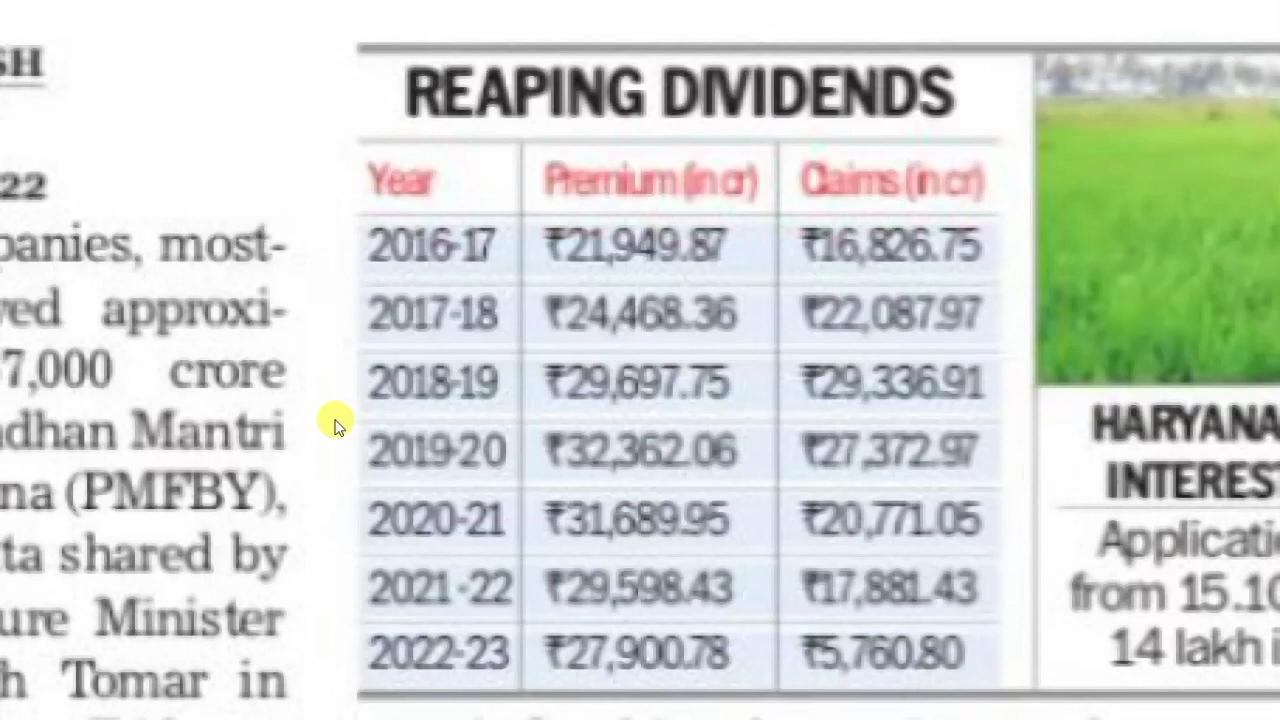 SH
22
panies, most-
yed approxi-
7,000 crore
adhan Mantri
na (PMFBY),
ta shared by
ure Minister
h Tomar in
REAPING DIVIDENDS
Year Premium (in cr) Claims (in cr)
2016-17 ₹21,949.87 ₹16,826.75
2017-18 ₹24,468.36 ₹22,087.97
2018-19 ₹29,697.75 ₹29,336.91
2019-20 ₹32,362.06 ₹27,372.97
2020-21 ₹31,689.95 ₹20,771.05
2021-22 ₹29,598.43 ₹17,881.43
2022-23 ₹27,900.78 ₹5,760.80
HARYANA
INTEREST
Applicati
from 15.10
14 lakh i